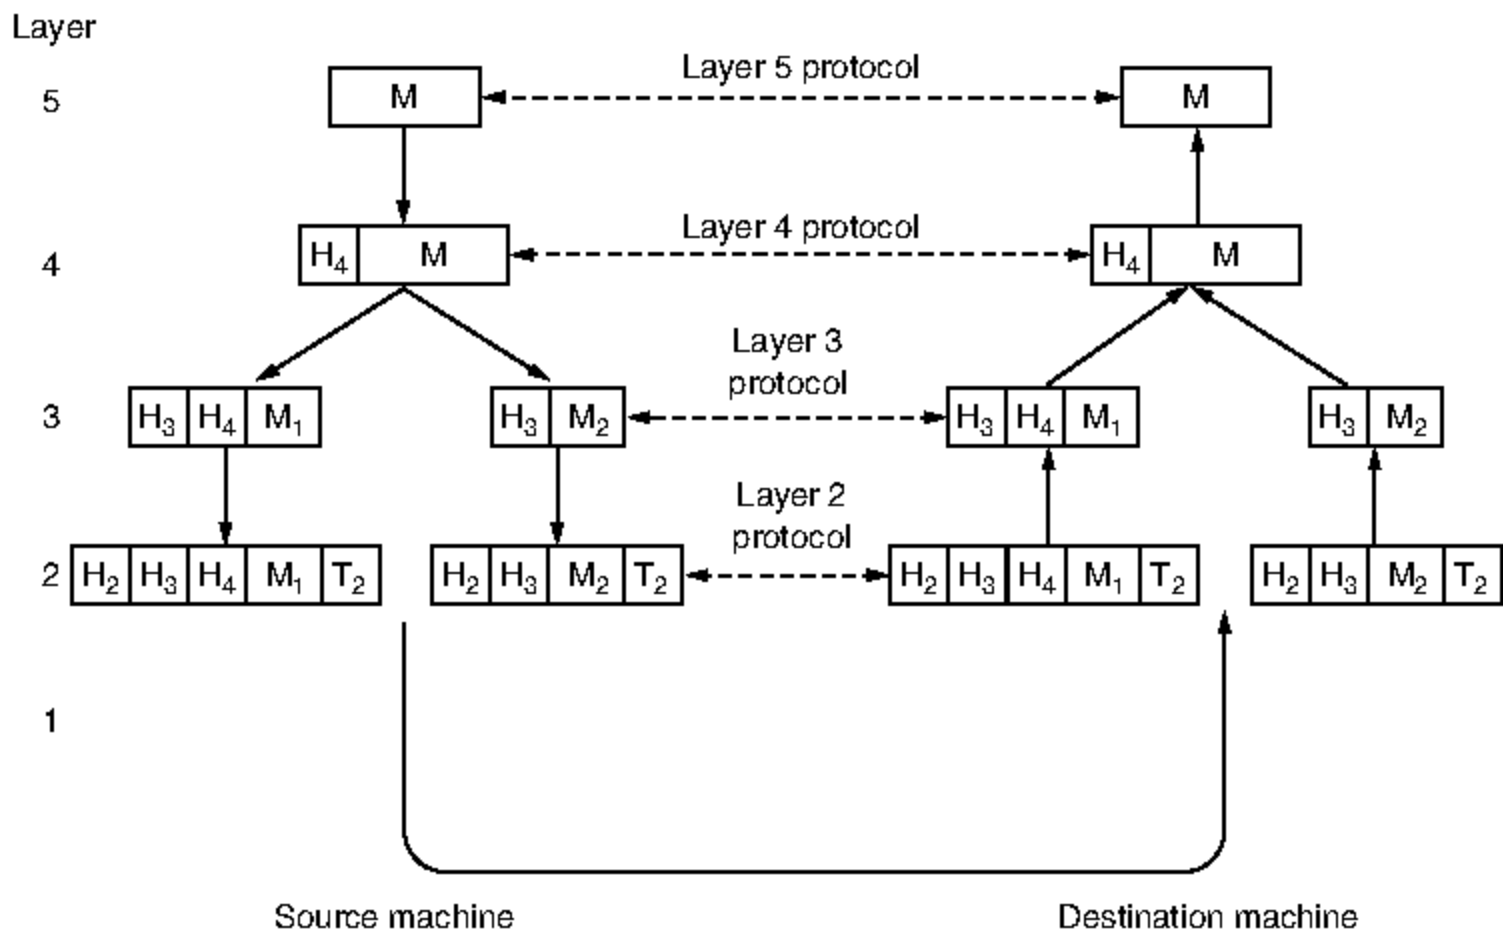 Layer
5 M Layer 5 protocol M
4 H4 M Layer 4 protocol H4 M
Layer 3
protocol
3 H3 H4 M1 H3 M2 H3 H4 M1 H3 M2
Layer 2
protocol
2 H2 H3 H4 M1 T2 H2 H3 M2 T2 H2 H3 H4 M1 T2 H2 H3 M2 T2
1
Source machine Destination machine